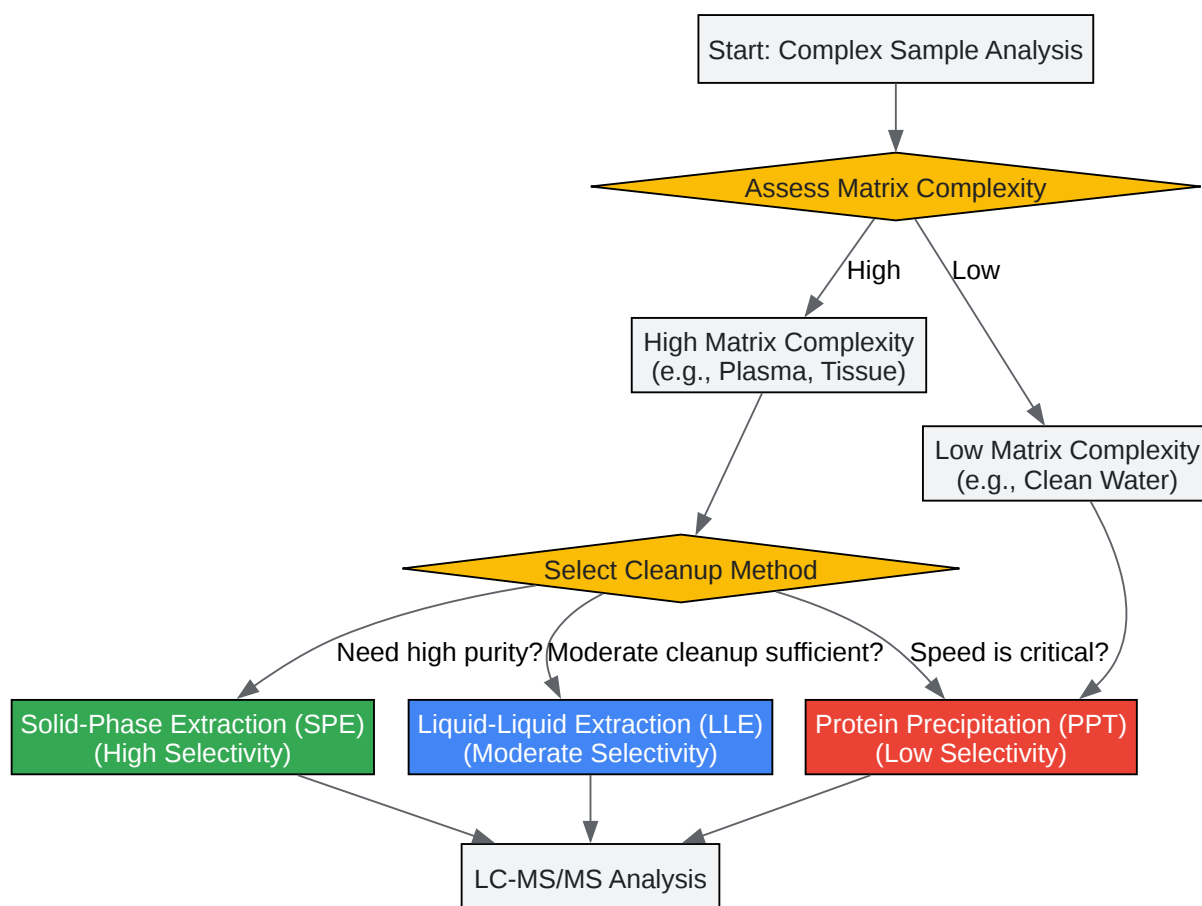 Start: Complex Sample Analysis
Assess Matrix Complexity
High
Low
High Matrix Complexity
(e.g., Plasma, Tissue)
Low Matrix Complexity
(e.g., Clean Water)
Select Cleanup Method
Need high purity?
Moderate cleanup sufficient?
Speed is critical?
Solid-Phase Extraction (SPE)
(High Selectivity)
Liquid-Liquid Extraction (LLE)
(Moderate Selectivity)
Protein Precipitation (PPT)
(Low Selectivity)
LC-MS/MS Analysis